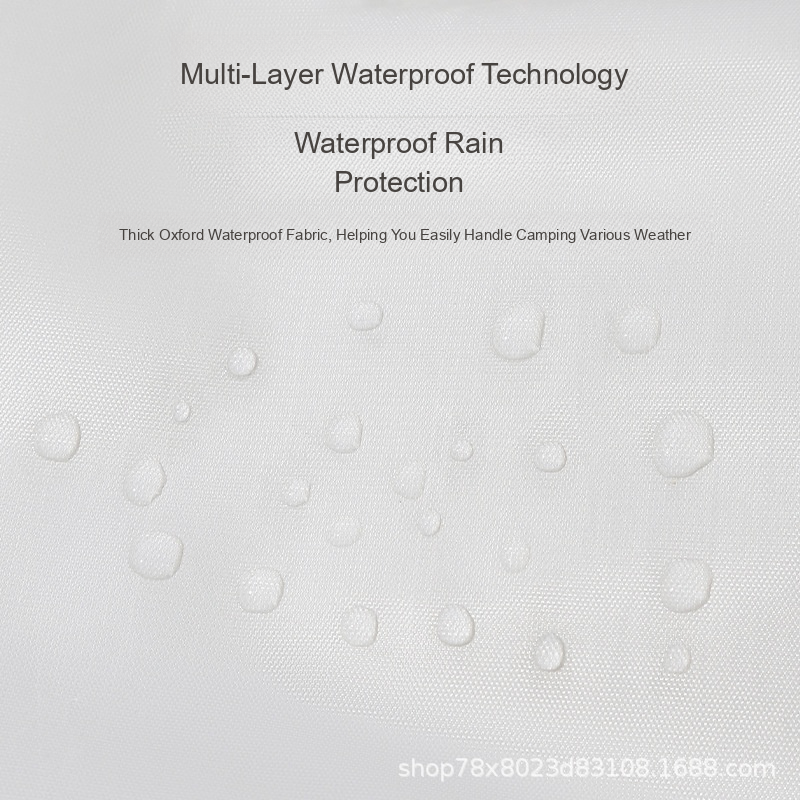 Multi-Layer Waterproof Technology
Waterproof Rain
Protection
Thick Oxford Waterproof Fabric, Helping You Easily Handle Camping Various Weather
shop78x8023d83108.1688.com